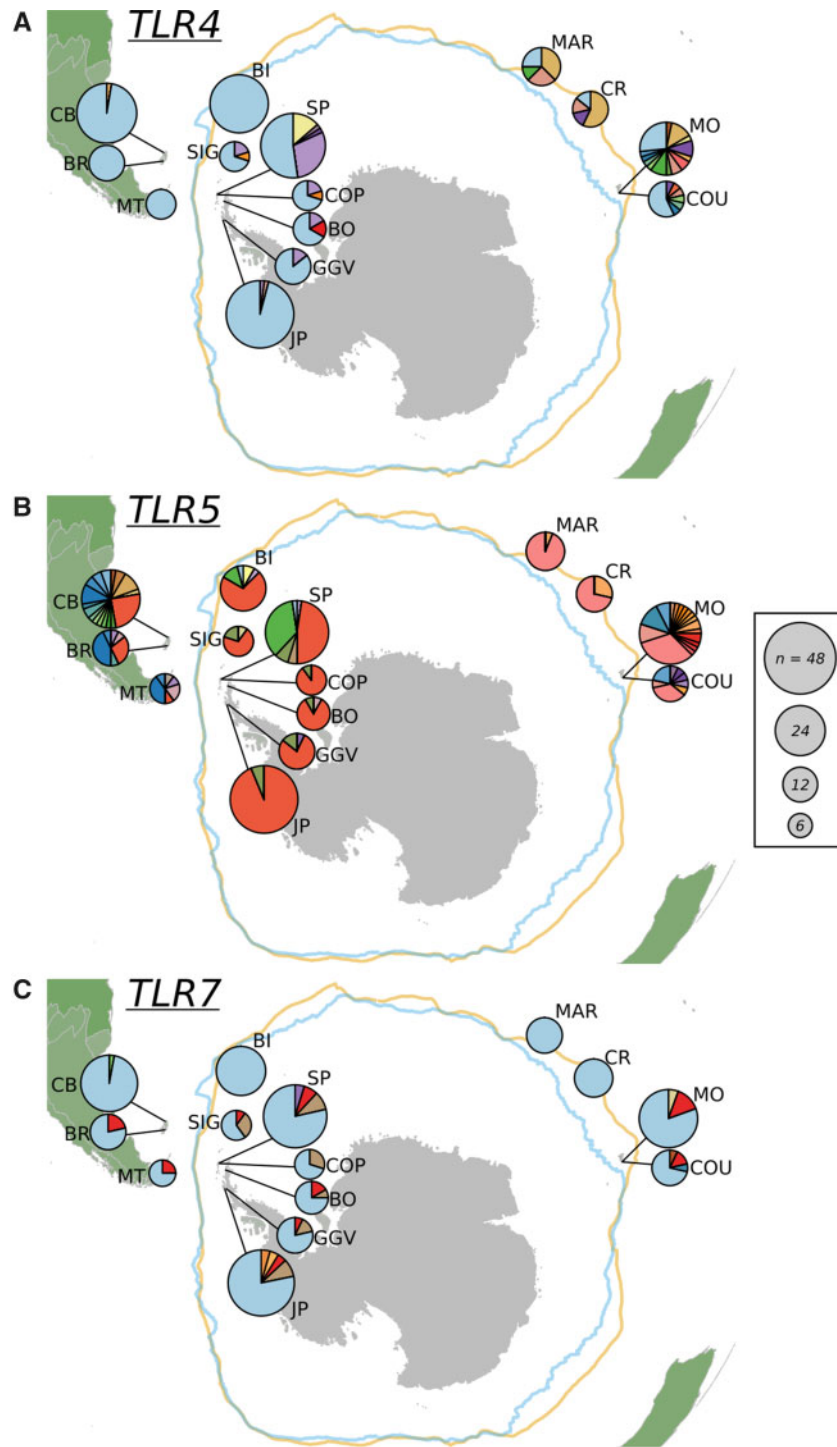 A TLR4
MAR
BI
CR
SP
CB
MO
SIG
BR
COP
COU
MT
BO
GGV
JP
B TLR5
MAR
BI
CR
CB
SP
MO
SIG
BR
COP
COU
MT
BO
GGV
JP
n = 48
24
12
6
C TLR7
MAR
BI
CR
SP
CB
MO
SIG
BR
COP
COU
MT
BO
GGV
JP